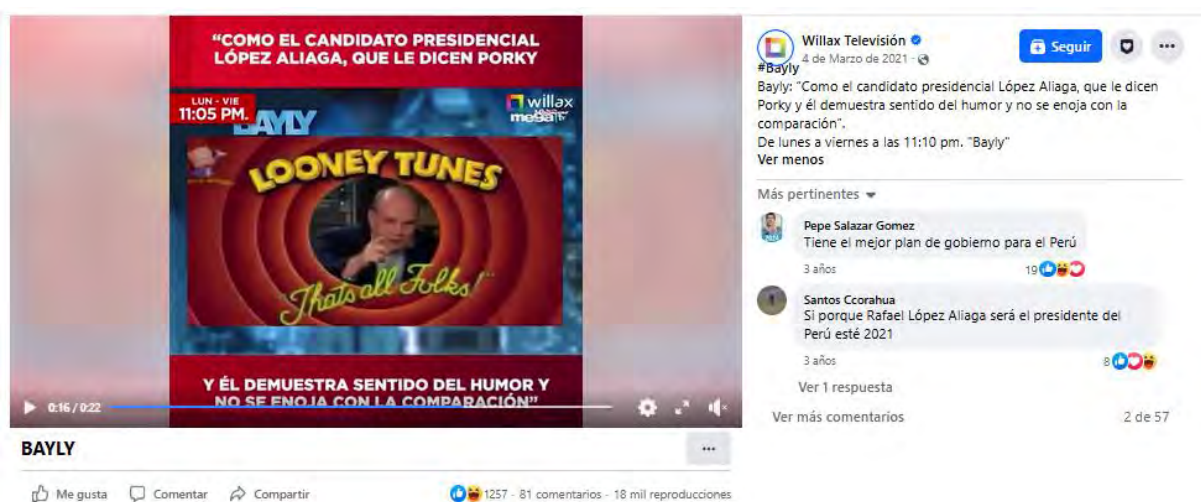 “COMO EL CANDIDATO PRESIDENCIAL
LÓPEZ ALIAGA, QUE LE DICEN PORKY
LUN - VIE
11:05 PM.
BAYLY
willax
mega tv
LOONEY TUNES
"Thats all Folks!"
Y ÉL DEMUESTRA SENTIDO DEL HUMOR Y
NO SE ENOJA CON LA COMPARACIÓN”
0:16 / 0:22
BAYLY
Me gusta
Comentar
Compartir
1257 · 81 comentarios · 18 mil reproducciones
Willax Televisión
4 de Marzo de 2021 ·
Seguir
#Bayly
Bayly: "Como el candidato presidencial López Aliaga, que le dicen
Porky y él demuestra sentido del humor y no se enoja con la
comparación".
De lunes a viernes a las 11:10 pm. "Bayly"
Ver menos
Más pertinentes
Pepe Salazar Gomez
Tiene el mejor plan de gobierno para el Perú
3 años
19
Santos Ccorahua
Si porque Rafael López Aliaga será el presidente del
Perú esté 2021
3 años
8
Ver 1 respuesta
Ver más comentarios
2 de 57